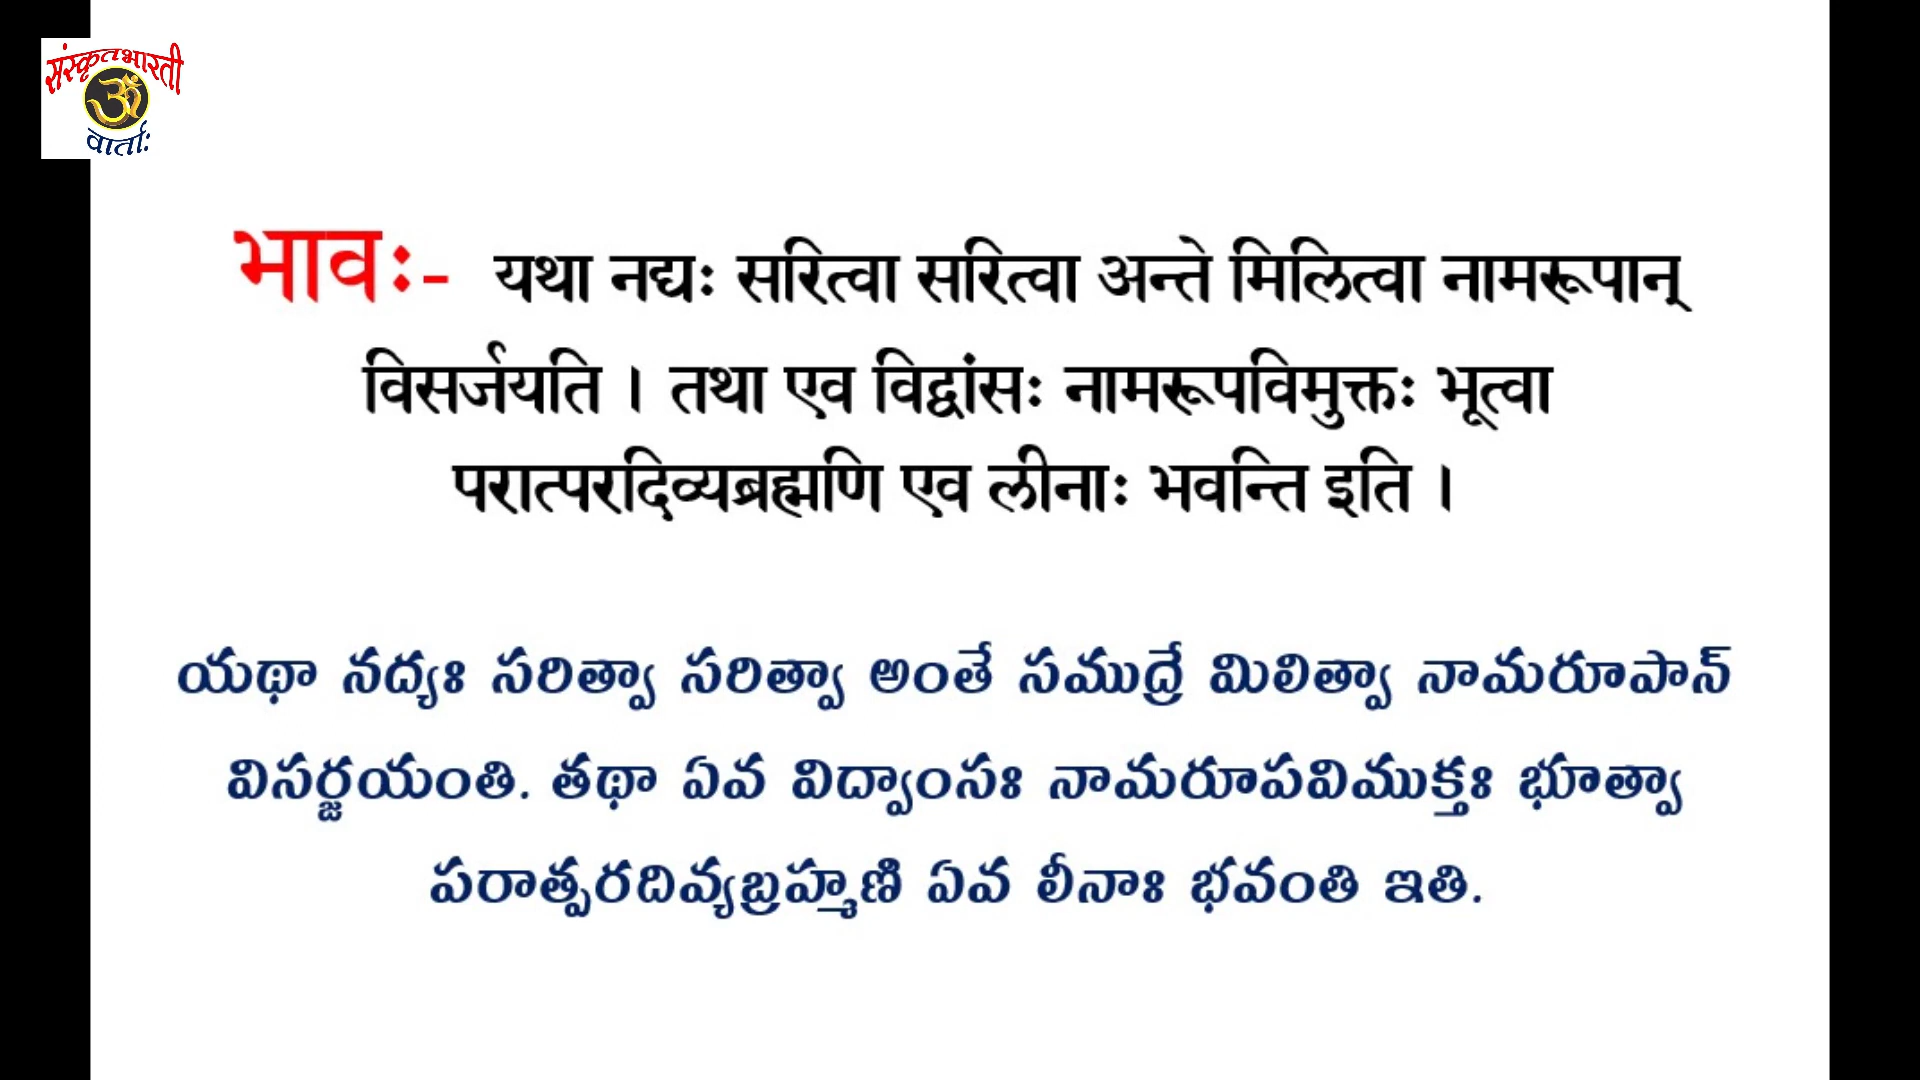 संस्कृतभारती
ॐ
वार्ताः
भावः- यथा नद्यः सरित्वा सरित्वा अन्ते मिलित्वा नामरूपान्
विसर्जयति । तथा एव विद्वांसः नामरूपविमुक्तः भूत्वा
परात्परदिव्यब्रह्मणि एव लीनाः भवन्ति इति ।
యథా నద్యః సరిత్వా సరిత్వా అంతే సముద్రే మిలిత్వా నామరూపాన్
విసర్జయంతి. తథా ఏవ విద్వాంసః నామరూపవిముక్తః భూత్వా
పరాత్పరదివ్యబ్రహ్మణి ఏవ లీనాః భవంతి ఇతి.